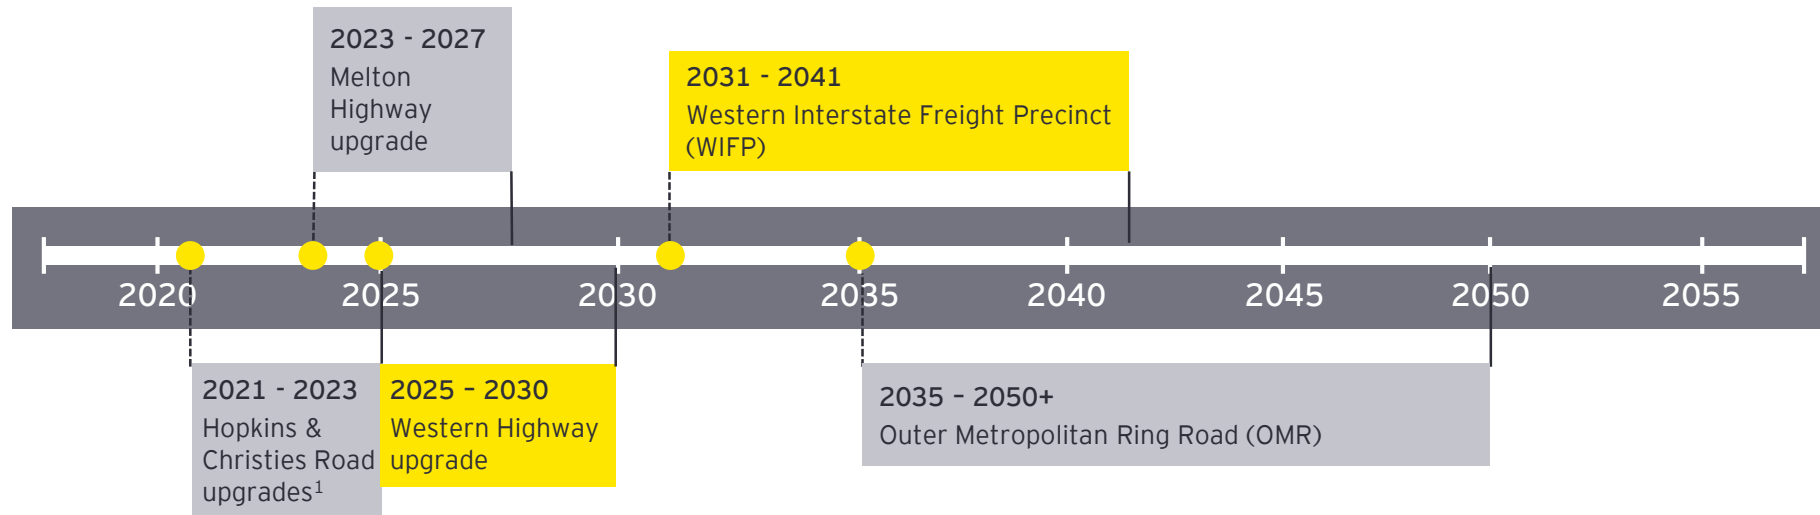 2023 - 2027
Melton
Highway
upgrade
2031 - 2041
Western Interstate Freight Precinct
(WIFP)
2020
2025
2030
2035
2040
2045
2050
2055
2021 - 2023
Hopkins &
Christies Road
upgrades¹
2025 – 2030
Western Highway
upgrade
2035 – 2050+
Outer Metropolitan Ring Road (OMR)